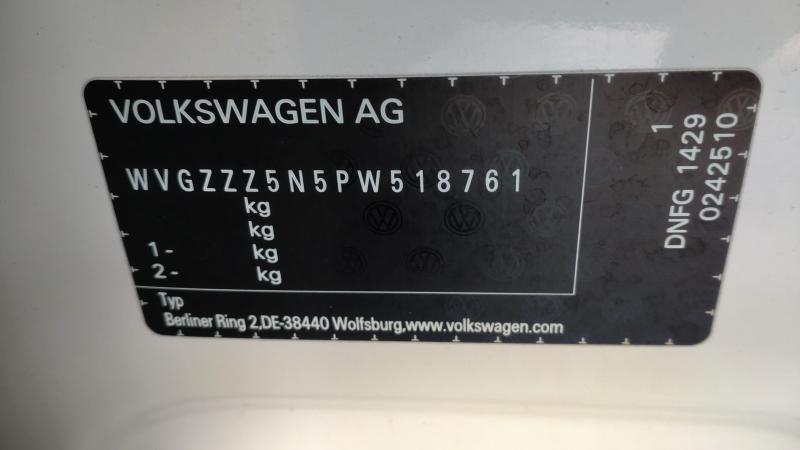 VOLKSWAGEN AG
WVGZZZ5N5PW518761
kg
kg
1- kg
2- kg
Typ
Berliner Ring 2,DE-38440 Wolfsburg,www.volkswagen.com
1
DNFG 1429
0242510